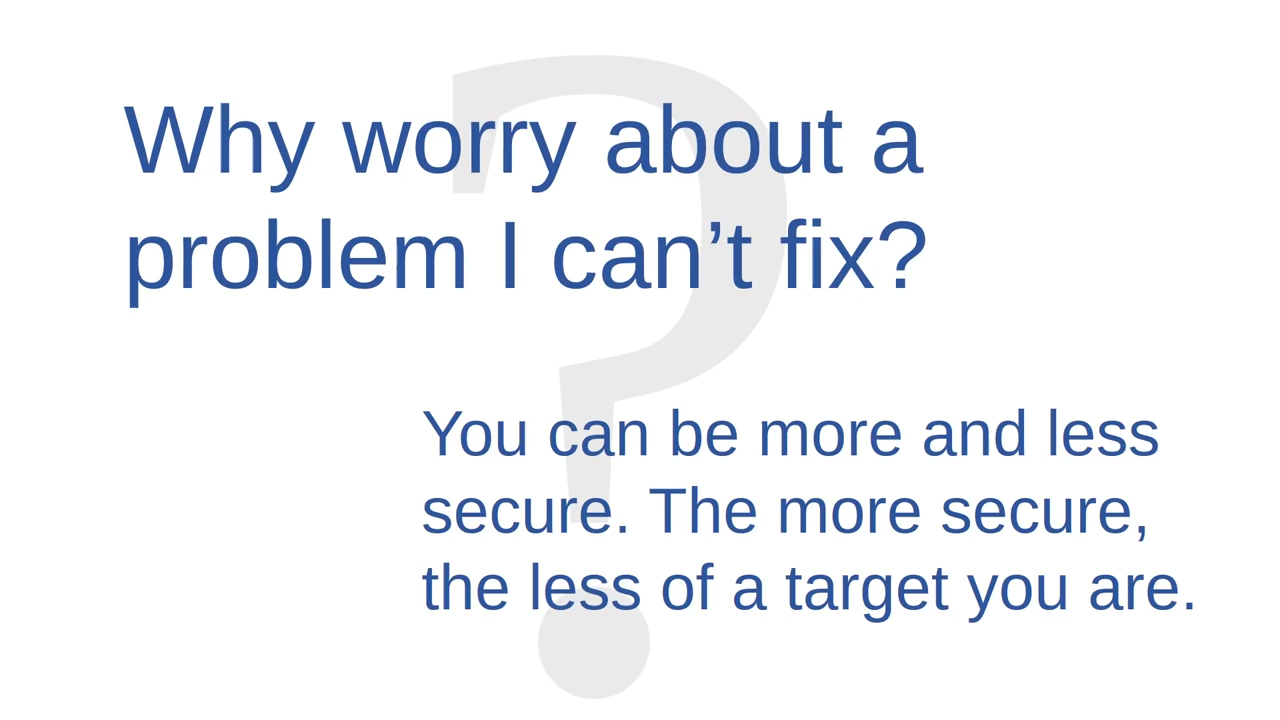 Why worry about a
problem I can’t fix?
You can be more and less
secure. The more secure,
the less of a target you are.